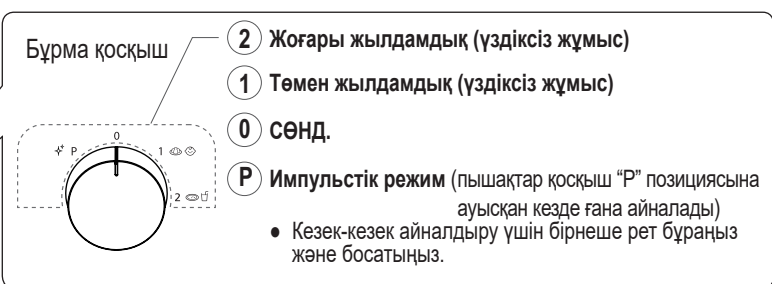 Бұрма қосқыш
2 Жоғары жылдамдық (үздіксіз жұмыс)
1 Төмен жылдамдық (үздіксіз жұмыс)
0 СӨНД.
P Импульстік режим (пышақтар қосқыш “P” позициясына
ауысқан кезде ғана айналады)
● Кезек-кезек айналдыру үшін бірнеше рет бұраңыз
және босатыңыз.
0
P
1
2